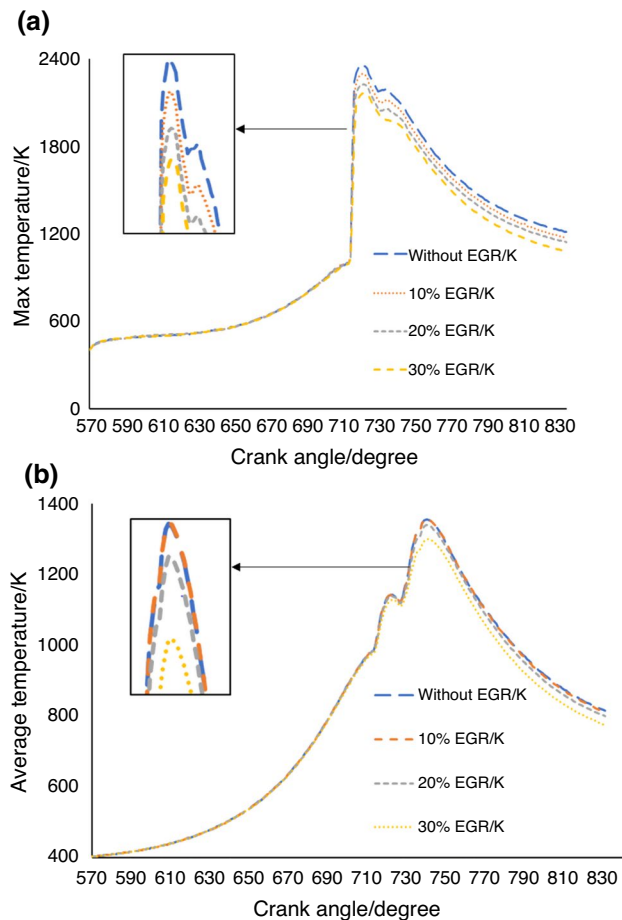 (a)
2400
1800
1200
600
0
Max temperature/K
Without EGR/K
10% EGR/K
20% EGR/K
30% EGR/K
570 590 610 630 650 670 690 710 730 750 770 790 810 830
Crank angle/degree
(b)
1400
1200
1000
800
600
400
Average temperature/K
Without EGR/K
10% EGR/K
20% EGR/K
30% EGR/K
570 590 610 630 650 670 690 710 730 750 770 790 810 830
Crank angle/degree